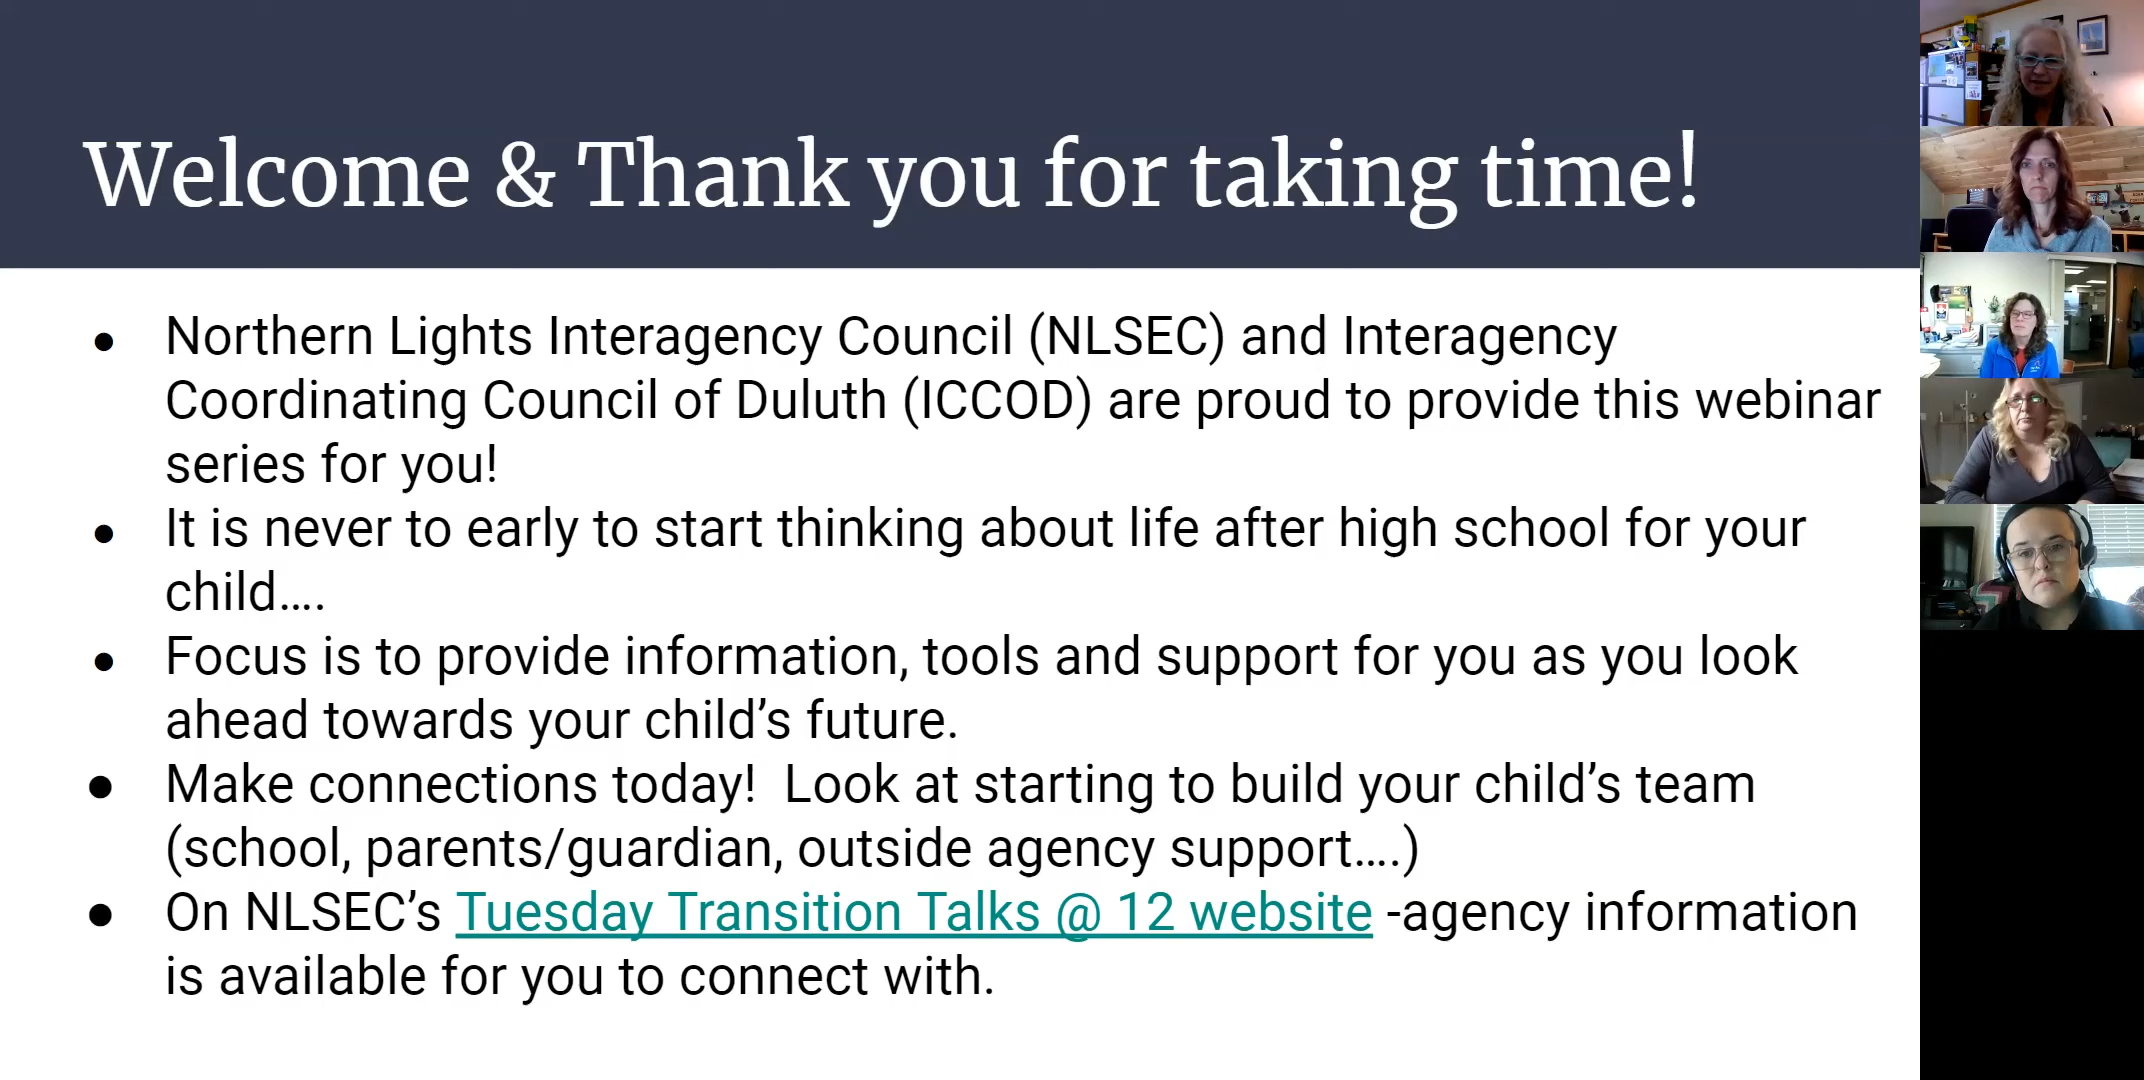 Welcome & Thank you for taking time!
● Northern Lights Interagency Council (NLSEC) and Interagency
Coordinating Council of Duluth (ICCOD) are proud to provide this webinar
series for you!
● It is never to early to start thinking about life after high school for your
child….
● Focus is to provide information, tools and support for you as you look
ahead towards your child’s future.
● Make connections today!  Look at starting to build your child’s team
(school, parents/guardian, outside agency support….)
● On NLSEC’s Tuesday Transition Talks @ 12 website -agency information
is available for you to connect with.